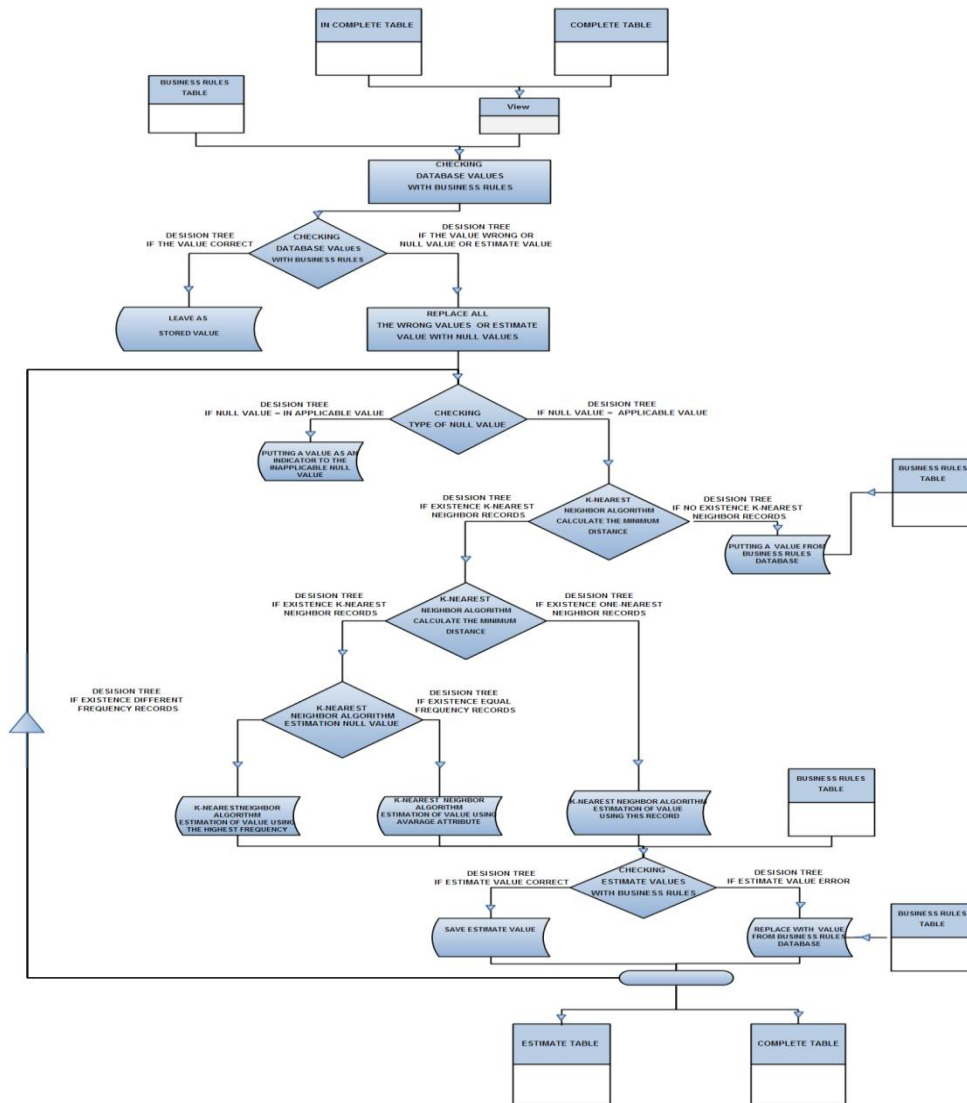 IN COMPLETE TABLE
COMPLETE TABLE
BUSINESS RULES
TABLE
View
CHECKING
DATABASE VALUES
WITH BUSINESS RULES
DESISION TREE
IF THE VALUE CORRECT
CHECKING
DATABASE VALUES
WITH BUSINESS RULES
DESISION TREE
IF THE VALUE WRONG OR
NULL VALUE OR ESTIMATE VALUE
LEAVE AS
STORED VALUE
REPLACE ALL
THE WRONG VALUES OR ESTIMATE
VALUE WITH NULL VALUES
DESISION TREE
IF NULL VALUE = IN APPLICABLE VALUE
CHECKING
TYPE OF NULL VALUE
DESISION TREE
IF NULL VALUE = APPLICABLE VALUE
PUTTING A VALUE AS AN
INDICATOR TO THE
INAPPLICABLE NULL
VALUE
BUSINESS RULES
TABLE
DESISION TREE
IF EXISTENCE K-NEAREST
NEIGHBOR RECORDS
K-NEAREST
NEIGHBOR ALGORITHM
CALCULATE THE MINIMUM
DISTANCE
DESISION TREE
IF NO EXISTENCE K-NEAREST
NEIGHBOR RECORDS
PUTTING A VALUE FROM
BUSINESS RULES
DATABASE
DESISION TREE
IF EXISTENCE K-NEAREST
NEIGHBOR RECORDS
K-NEAREST
NEIGHBOR ALGORITHM
CALCULATE THE MINIMUM
DISTANCE
DESISION TREE
IF EXISTENCE ONE-NEAREST
NEIGHBOR RECORDS
DESISION TREE
IF EXISTENCE DIFFERENT
FREQUENCY RECORDS
K-NEAREST
NEIGHBOR ALGORITHM
ESTIMATION NULL VALUE
DESISION TREE
IF EXISTENCE EQUAL
FREQUENCY RECORDS
BUSINESS RULES
TABLE
K-NEARESTNEIGHBOR
ALGORITHM
ESTIMATION OF VALUE USING
THE HIGHEST FREQUENCY
K-NEAREST NEIGHBOR
ALGORITHM
ESTIMATION OF VALUE USING
AVARAGE ATTRIBUTE
K-NEAREST NEIGHBOR ALGORITHM
ESTIMATION OF VALUE
USING THIS RECORD
DESISION TREE
IF ESTIMATE VALUE CORRECT
CHECKING
ESTIMATE VALUES
WITH BUSINESS RULES
DESISION TREE
IF ESTIMATE VALUE ERROR
SAVE ESTIMATE VALUE
REPLACE WITH VALUE
FROM BUSINESS RULES
DATABASE
BUSINESS RULES
TABLE
ESTIMATE TABLE
COMPLETE TABLE